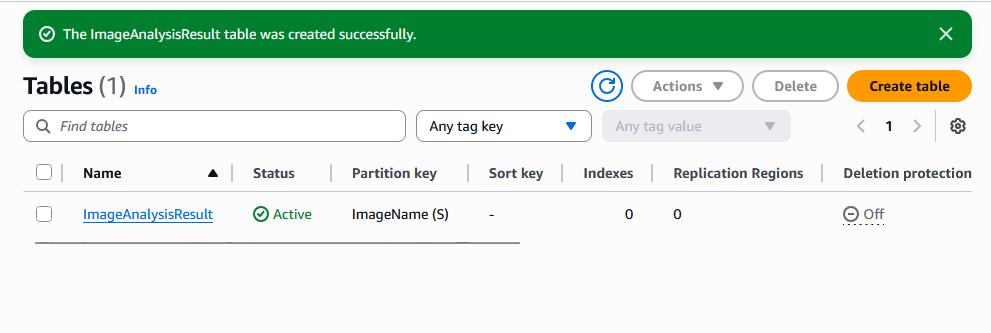 The ImageAnalysisResult table was created successfully.
Tables (1) Info
Actions Delete Create table
Find tables Any tag key Any tag value 1
Name Status Partition key Sort key Indexes Replication Regions Deletion protection
ImageAnalysisResult Active ImageName (S) - 0 0 Off